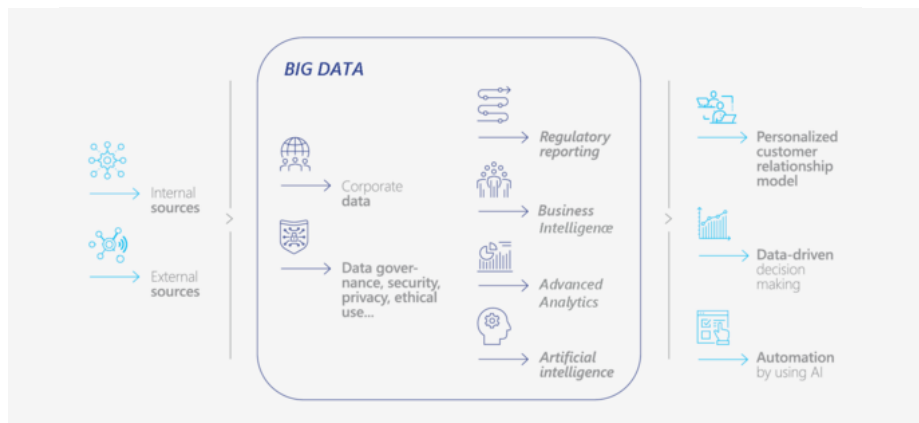 BIG DATA
Internal
sources
External
sources
Corporate
data
Data gover-
nance, security,
privacy, ethical
use...
Regulatory
reporting
Business
Intelligence
Advanced
Analytics
Artificial
intelligence
Personalized
customer
relationship
model
Data-driven
decision
making
Automation
by using AI